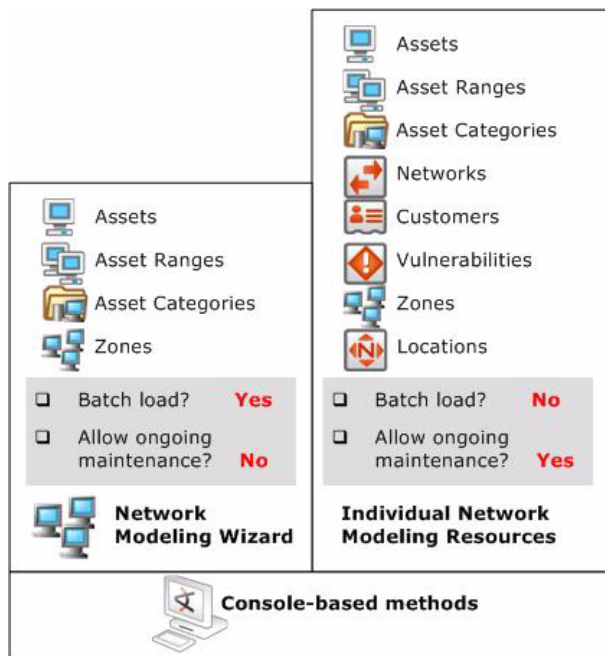 Assets
Asset Ranges
Asset Categories
Zones
Batch load? Yes
Allow ongoing
maintenance? No
Network
Modeling Wizard
Assets
Asset Ranges
Asset Categories
Networks
Customers
Vulnerabilities
Zones
Locations
Batch load? No
Allow ongoing
maintenance? Yes
Individual Network
Modeling Resources
Console-based methods